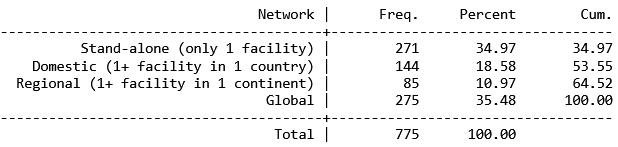 Network | Freq. Percent Cum.
----------------------------------------+-----------------------------------
Stand-alone (only 1 facility) | 271 34.97 34.97
Domestic (1+ facility in 1 country) | 144 18.58 53.55
Regional (1+ facility in 1 continent) | 85 10.97 64.52
Global | 275 35.48 100.00
----------------------------------------+-----------------------------------
Total | 775 100.00